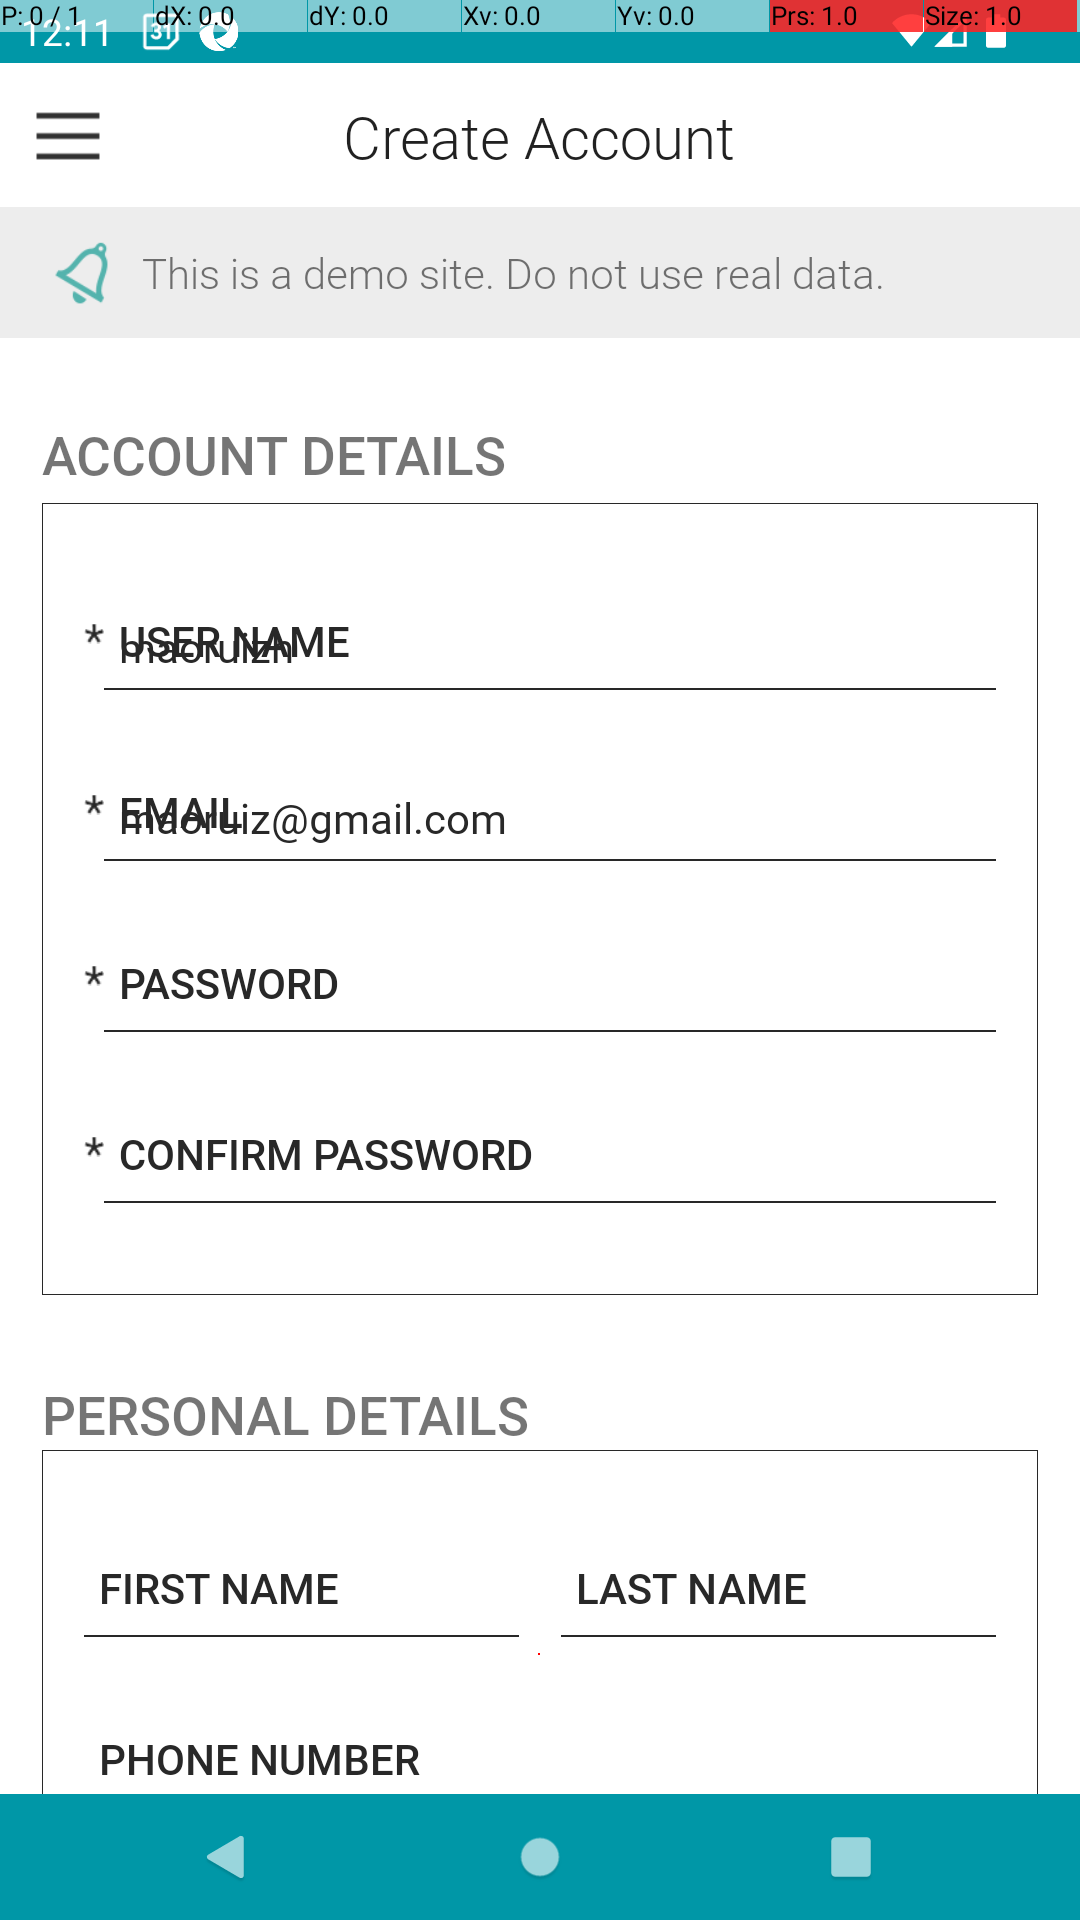 P: 0 / 1 dX: 0.0 dY: 0.0 Xv: 0.0 Yv: 0.0 Prs: 1.0 Size: 1.0
12:11 31
Create Account
This is a demo site. Do not use real data.
ACCOUNT DETAILS
* USER NAME
maoruizh
* EMAIL
maoruiz@gmail.com
* PASSWORD
* CONFIRM PASSWORD
PERSONAL DETAILS
FIRST NAME LAST NAME
PHONE NUMBER